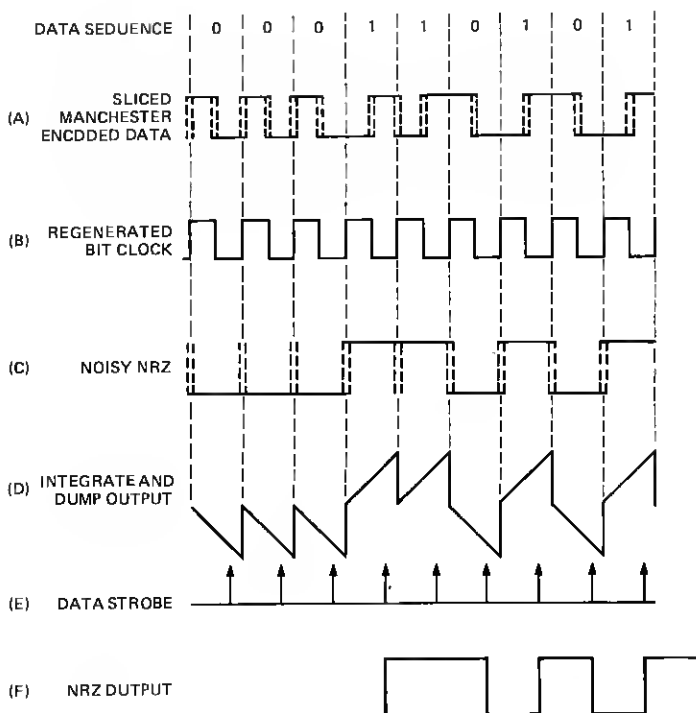 DATA SEDUENCE 0 0 0 1 1 0 1 0 1
SLICED
(A) MANCHESTER
ENCDDED DATA
(B) REGENERATED
BIT CLOCK
(C) NOISY NRZ
(D) INTEGRATE AND
DUMP OUTPUT
(E) DATA STROBE
(F) NRZ DUTPUT